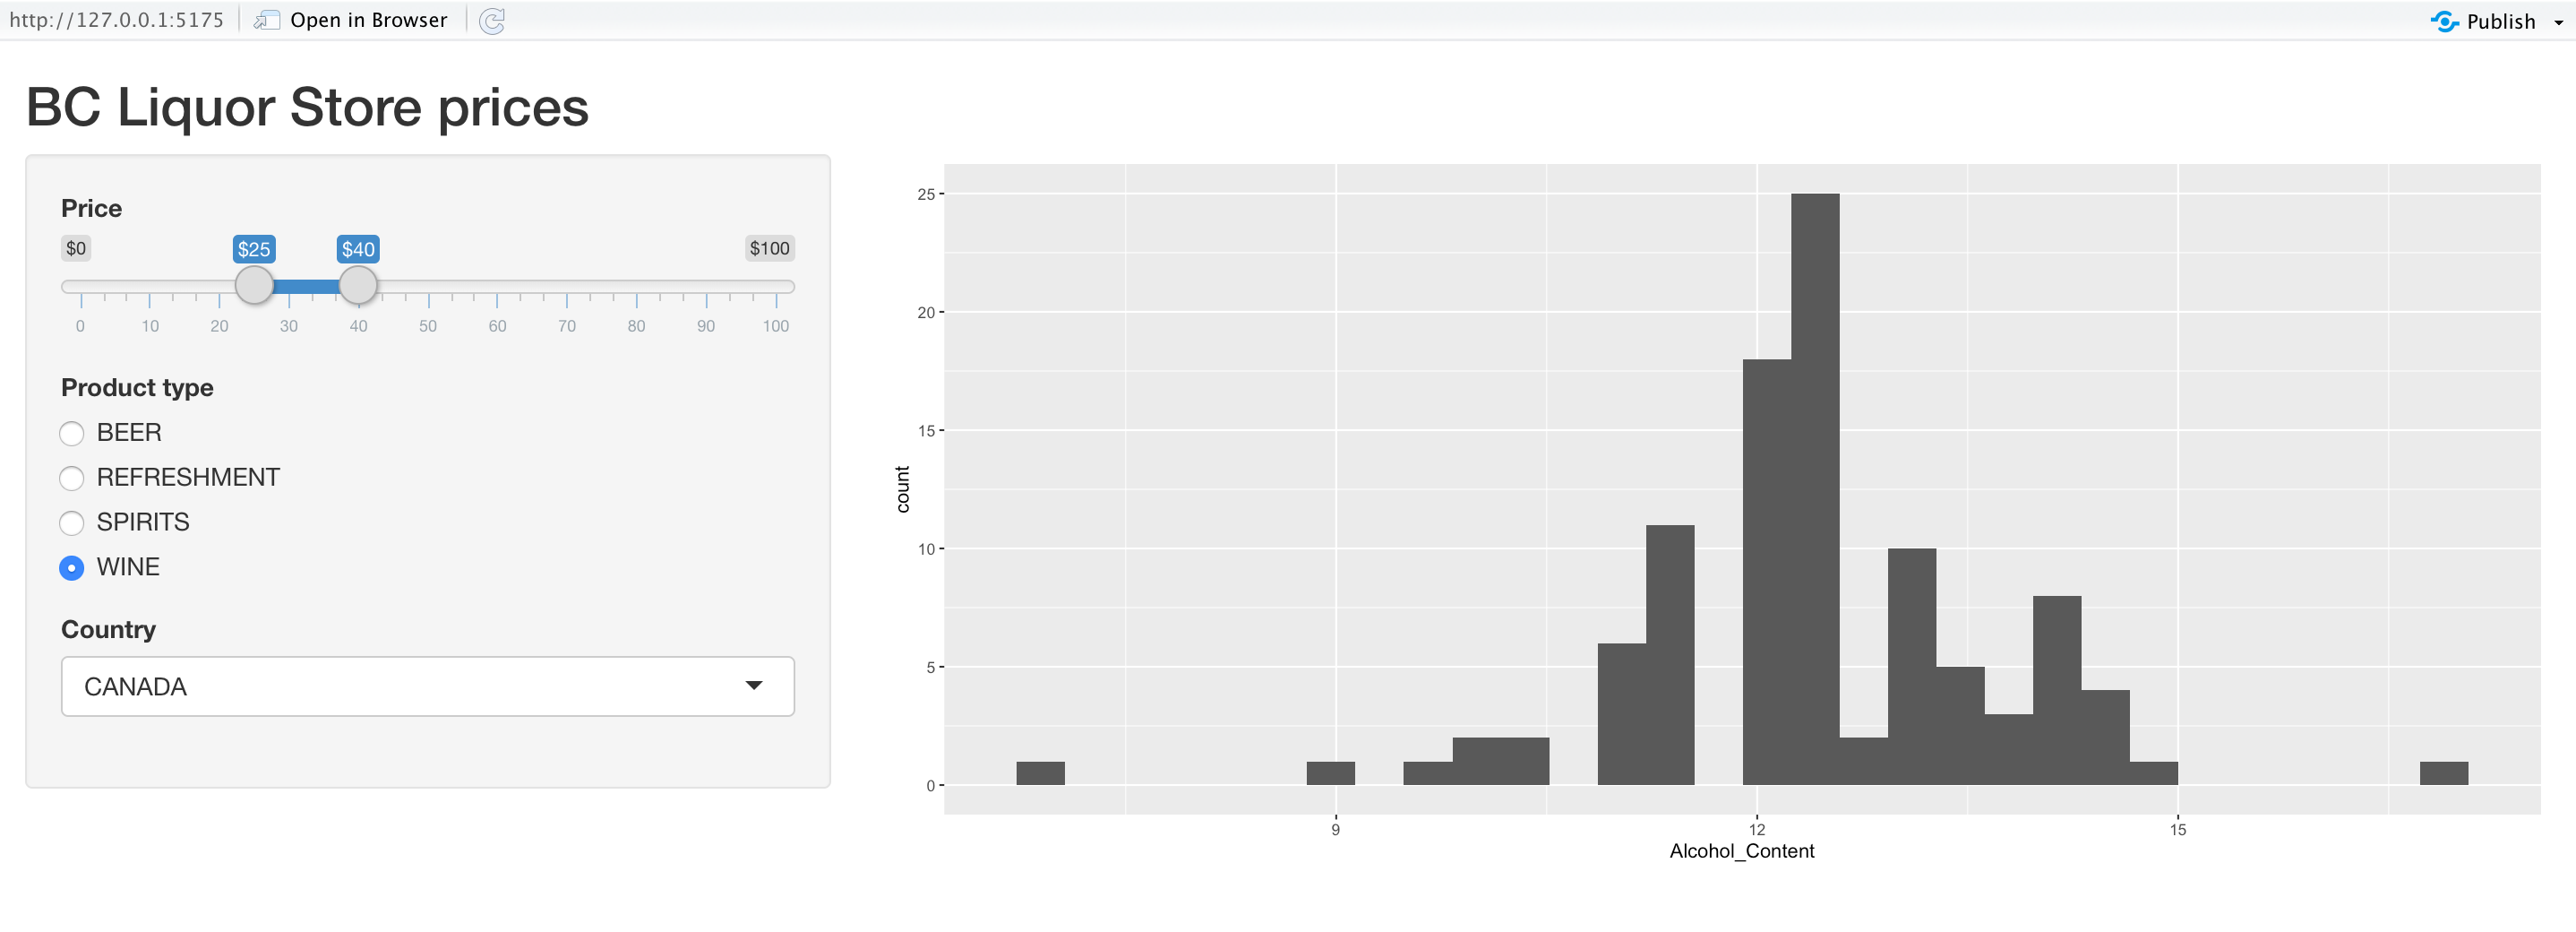 http://127.0.0.1:5175 Open in Browser Publish
BC Liquor Store prices
Price
$0 $25 $40 $100
0 10 20 30 40 50 60 70 80 90 100
Product type
BEER
REFRESHMENT
SPIRITS
WINE
Country
CANADA
25
20
15
10
5
0
count
9 12 15
Alcohol_Content